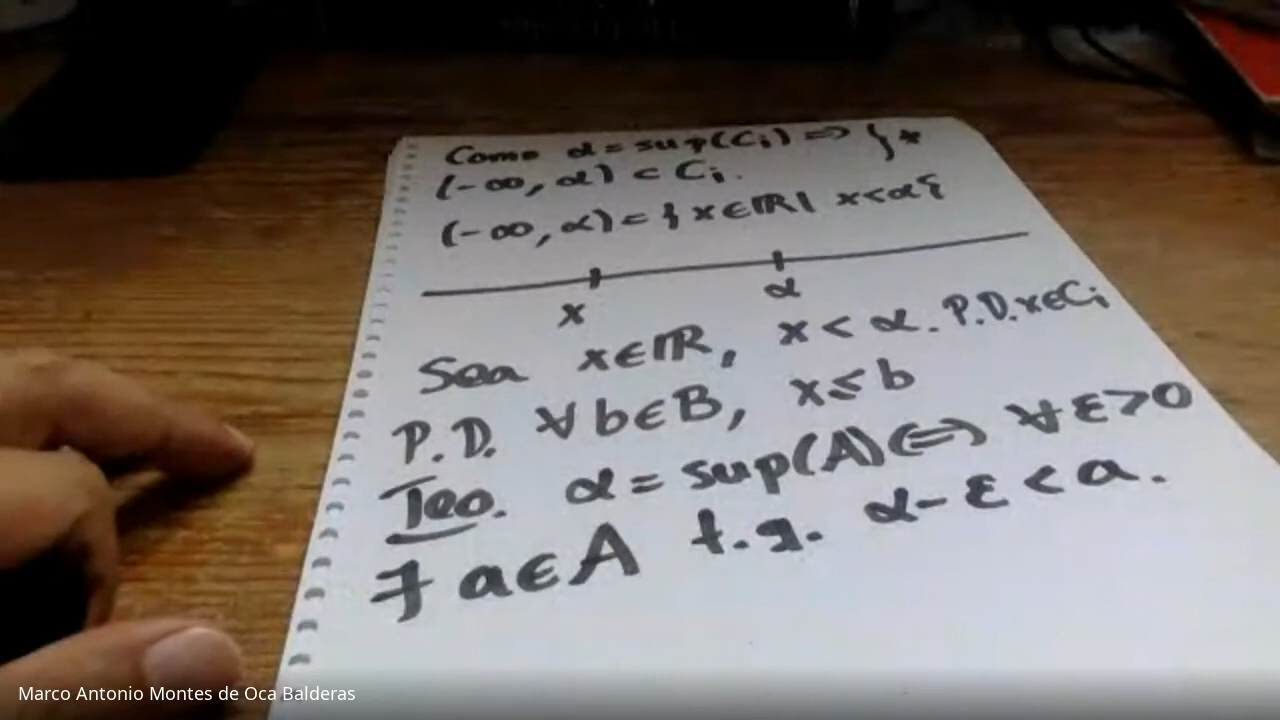 Como α = sup(Ci) => } *
(-∞, α) ⊂ Ci.
(-∞, α) = { x ∈ ℝ | x < α }
x α
Sea x ∈ ℝ, x < α. P.D. x ∈ Ci
P.D. ∀ b ∈ B, x ≤ b
Teo. α = sup(A) <=> ∀ ε > 0
∃ a ∈ A t.q. α - ε < a.
Marco Antonio Montes de Oca Balderas